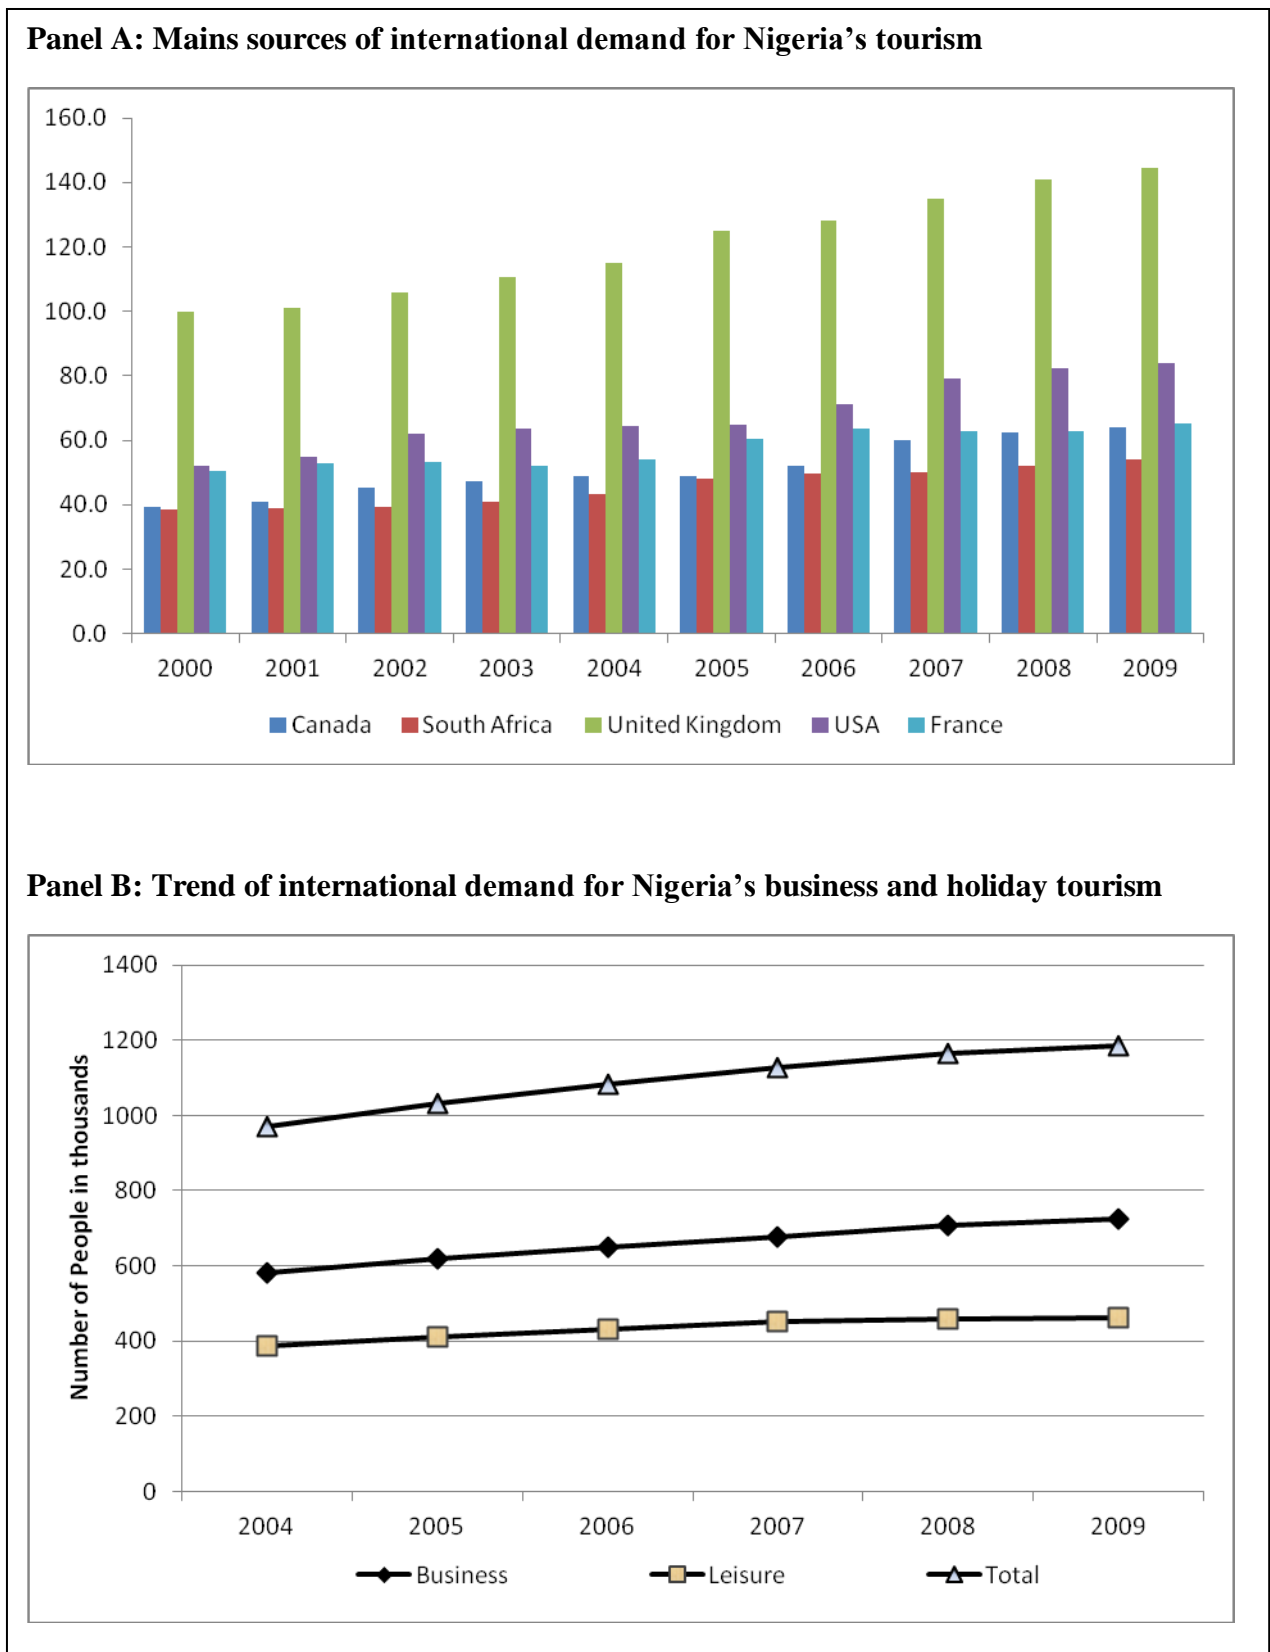 Panel A: Mains sources of international demand for Nigeria’s tourism
160.0
140.0
120.0
100.0
80.0
60.0
40.0
20.0
0.0
2000 2001 2002 2003 2004 2005 2006 2007 2008 2009
Canada South Africa United Kingdom USA France
Panel B: Trend of international demand for Nigeria’s business and holiday tourism
Number of People in thousands
1400
1200
1000
800
600
400
200
0
2004 2005 2006 2007 2008 2009
Business Leisure Total